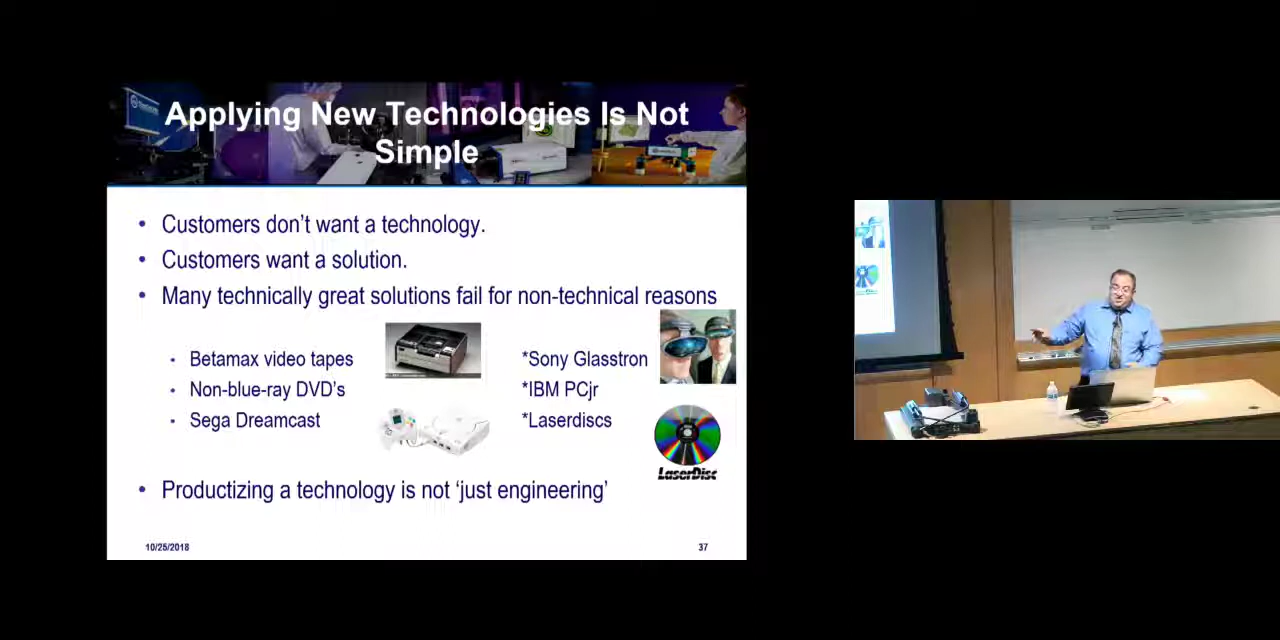 Applying New Technologies Is Not
Simple
• Customers don't want a technology.
• Customers want a solution.
• Many technically great solutions fail for non-technical reasons
• Betamax video tapes
*Sony Glasstron
• Non-blue-ray DVD's
*IBM PCjr
• Sega Dreamcast
*Laserdiscs
LaserDisc
• Productizing a technology is not 'just engineering'
10/25/2018
37